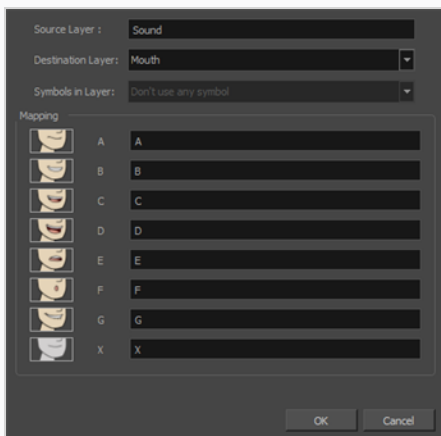 Source Layer : Sound
Destination Layer: Mouth
Symbols in Layer: Don't use any symbol
Mapping
A A
B B
C C
D D
E E
F F
G G
X X
OK Cancel